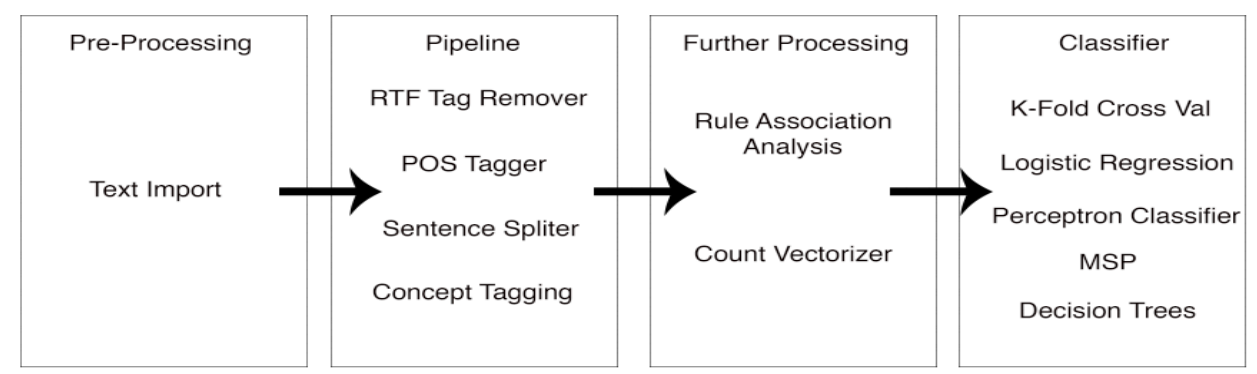 Pre-Processing
Text Import
Pipeline
RTF Tag Remover
POS Tagger
Sentence Spliter
Concept Tagging
Further Processing
Rule Association
Analysis
Count Vectorizer
Classifier
K-Fold Cross Val
Logistic Regression
Perceptron Classifier
MSP
Decision Trees